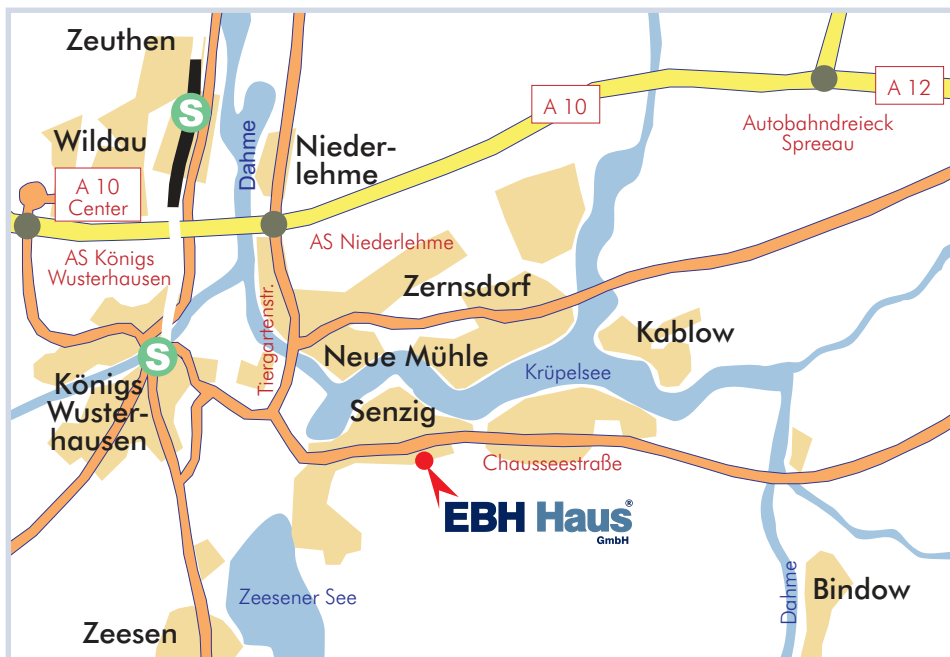 Zeuthen
S
Wildau
Dahme
Nieder-
lehme
A 10
A 12
Autobahndreieck
Spreeau
A 10
Center
AS Königs
Wusterhausen
AS Niederlehme
Tiergartenstr.
Zernsdorf
Kablow
Neue Mühle
Krüpelsee
S
Königs
Wuster-
hausen
Senzig
Chausseestraße
EBH Haus®
GmbH
Zeesener See
Dahme
Bindow
Zeesen